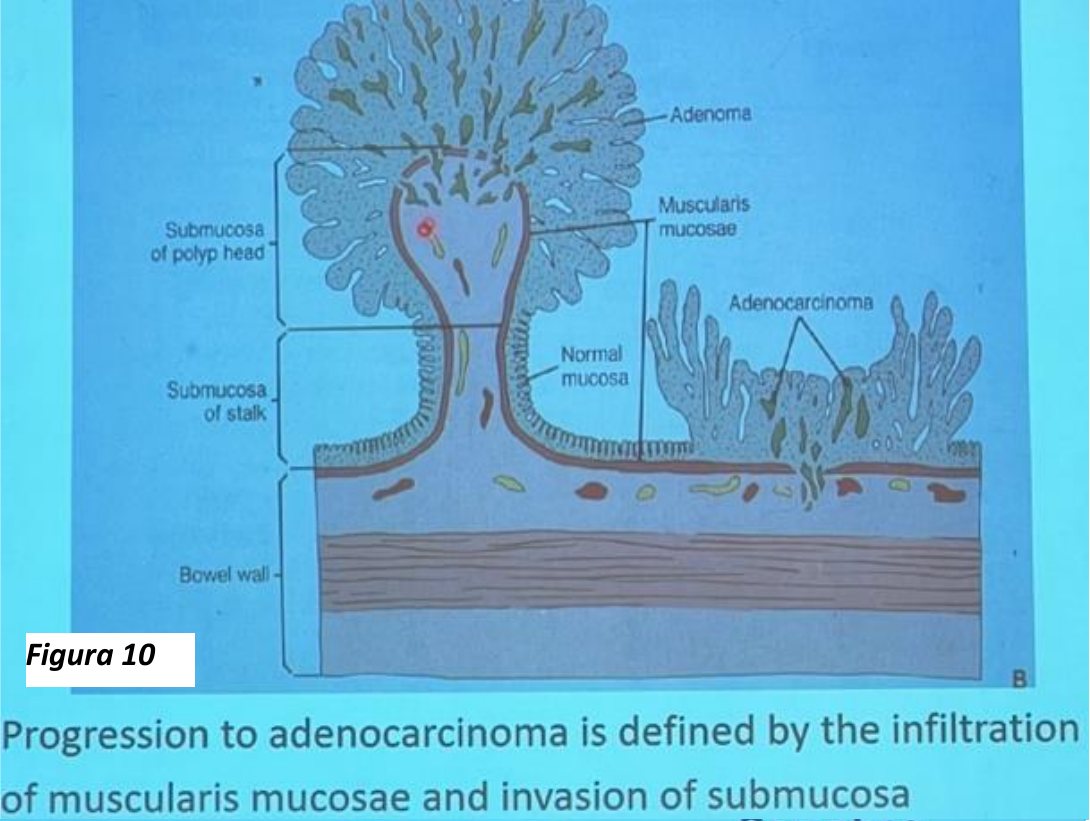 Adenoma
Muscularis
mucosae
Submucosa
of polyp head
Adenocarcinoma
Normal
mucosa
Submucosa
of stalk
Bowel wall
Figura 10
B
Progression to adenocarcinoma is defined by the infiltration
of muscularis mucosae and invasion of submucosa